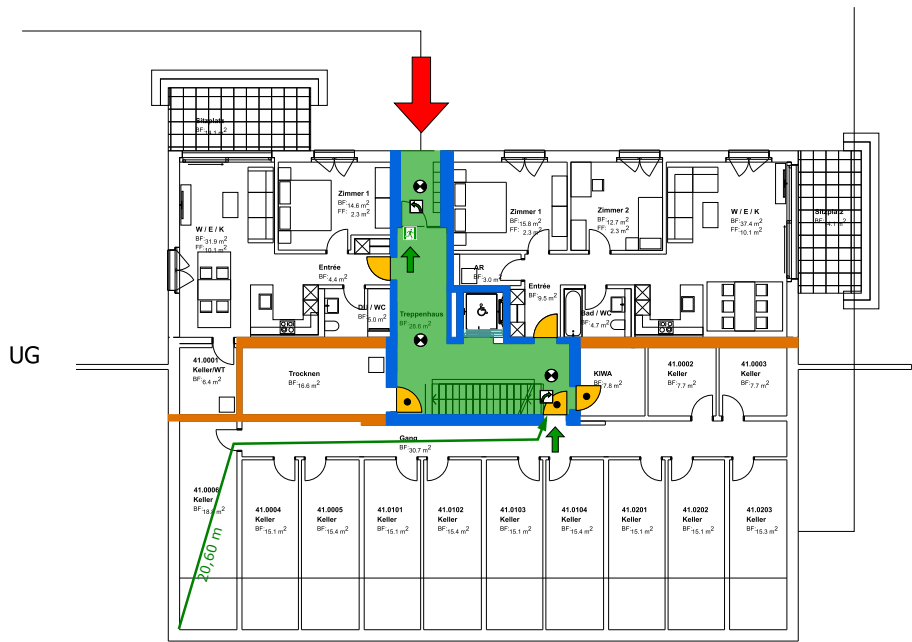 Sitzplatz
BF:14.1 m2
Zimmer 1
BF:14.6 m2
FF: 2.3 m2
Zimmer 1
BF:15.8 m2
FF: 2.3 m2
Zimmer 2
BF:12.7 m2
FF: 2.3 m2
W / E / K
BF:31.9 m2
FF:10.1 m2
W / E / K
BF:37.4 m2
FF:10.1 m2
Sitzplatz
Entrée
BF:4.4 m2
AR
BF:3.0 m2
Entrée
BF:9.5 m2
DU / WC
BF:5.0 m2
Treppenhaus
BF:28.6 m2
Bad / WC
BF:4.7 m2
UG
41.0001
Keller/WT
BF:6.4 m2
Trocknen
BF:16.6 m2
KIWA
BF:7.8 m2
41.0002
Keller
BF:7.7 m2
41.0003
Keller
BF:7.7 m2
Gang
BF:30.7 m2
41.0006
Keller
41.0004
Keller
BF:15.1 m2
41.0005
Keller
BF:15.4 m2
41.0101
Keller
BF:15.1 m2
41.0102
Keller
BF:15.4 m2
41.0103
Keller
BF:15.1 m2
41.0104
Keller
BF:15.4 m2
41.0201
Keller
BF:15.1 m2
41.0202
Keller
BF:15.1 m2
41.0203
Keller
BF:15.3 m2
20,60 m